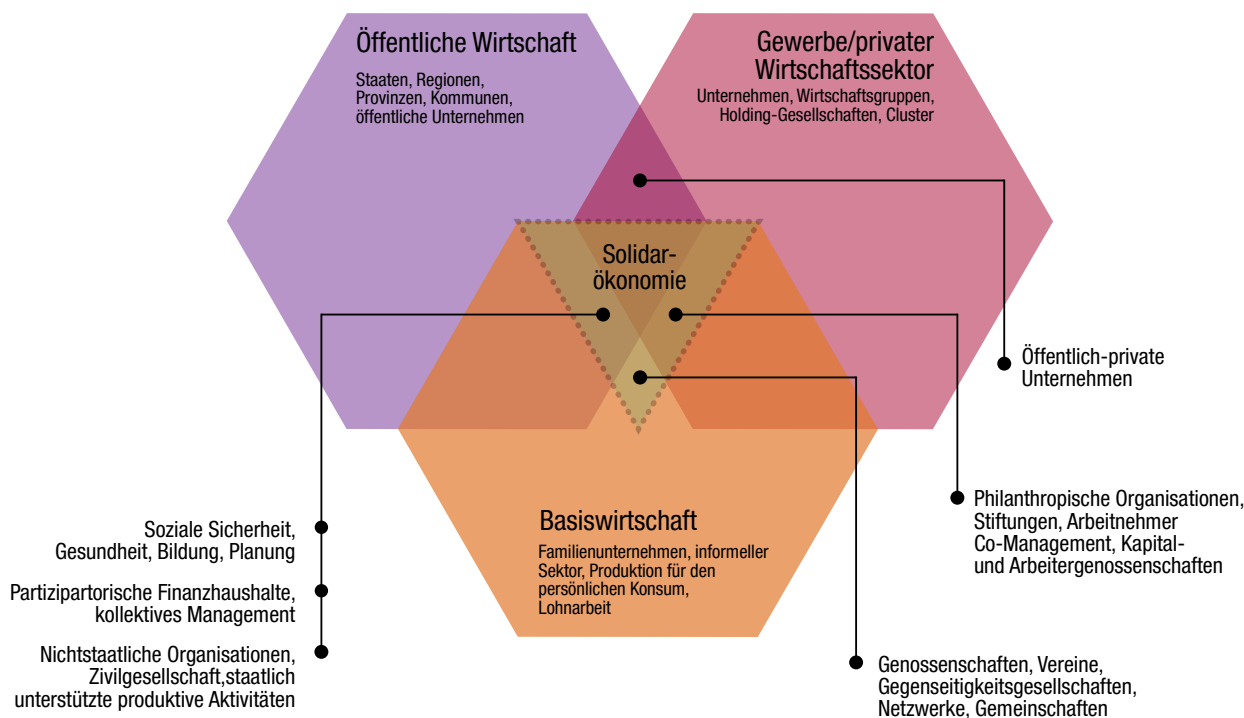 Öffentliche Wirtschaft
Staaten, Regionen,
Provinzen, Kommunen,
öffentliche Unternehmen
Gewerbe/privater
Wirtschaftssektor
Unternehmen, Wirtschaftsgruppen,
Holding-Gesellschaften, Cluster
Solidar-
ökonomie
Öffentlich-private
Unternehmen
Basiswirtschaft
Familienunternehmen, informeller
Sektor, Produktion für den
persönlichen Konsum,
Lohnarbeit
Soziale Sicherheit,
Gesundheit, Bildung, Planung
Partizipartorische Finanzhaushalte,
kollektives Management
Nichtstaatliche Organisationen,
Zivilgesellschaft,staatlich
unterstützte produktive Aktivitäten
Philanthropische Organisationen,
Stiftungen, Arbeitnehmer
Co-Management, Kapital-
und Arbeitergenossenschaften
Genossenschaften, Vereine,
Gegenseitigkeitsgesellschaften,
Netzwerke, Gemeinschaften